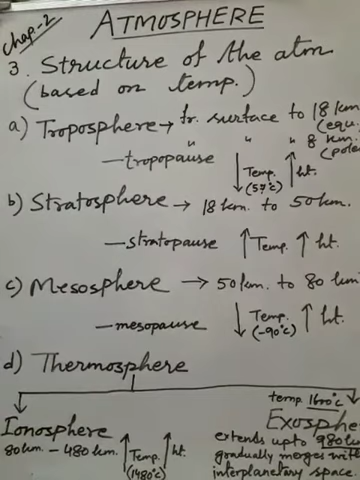 Chap-2
ATMOSPHERE
3. Structure of the atm
(based on temp.)
a) Troposphere → fr. surface to 18 km
(equ.
" " " 8 km.
(pole
— tropopause ↓ Temp. ↑ ht.
(57°C)
b) Stratosphere → 18 km. to 50 km.
— stratopause ↑ Temp. ↑ ht.
c) Mesosphere → 50 km. to 80 km
— mesopause ↓ Temp. ↑ ht.
(-90°C)
d) Thermosphere
temp. 1600°C
Ionosphere
80 km. - 480 km. ↑ Temp. ↑ ht.
(1480°C)
Exosphe
extends upto 980 k
gradually merges with
interplanetary space.